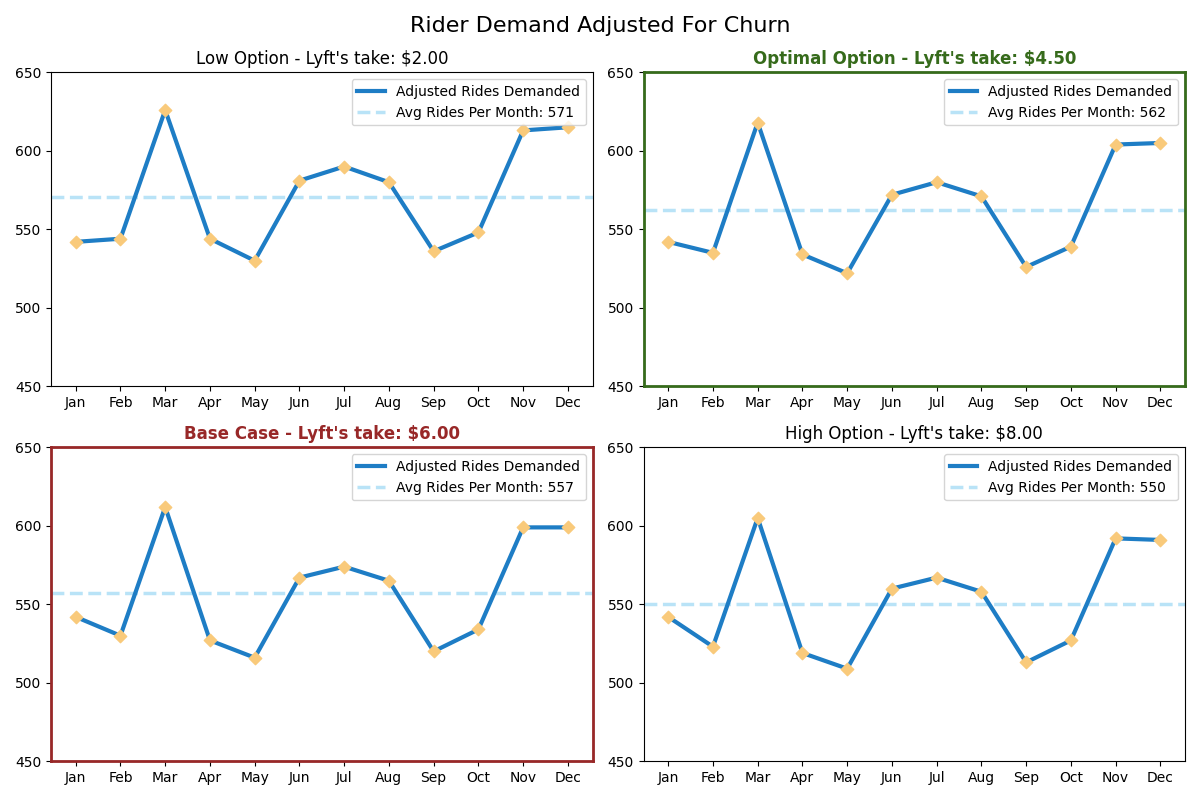 Rider Demand Adjusted For Churn
Low Option - Lyft's take: $2.00
650
600
550
500
450
Adjusted Rides Demanded
Avg Rides Per Month: 571
Jan Feb Mar Apr May Jun Jul Aug Sep Oct Nov Dec
Optimal Option - Lyft's take: $4.50
650
600
550
500
450
Adjusted Rides Demanded
Avg Rides Per Month: 562
Jan Feb Mar Apr May Jun Jul Aug Sep Oct Nov Dec
Base Case - Lyft's take: $6.00
650
600
550
500
450
Adjusted Rides Demanded
Avg Rides Per Month: 557
Jan Feb Mar Apr May Jun Jul Aug Sep Oct Nov Dec
High Option - Lyft's take: $8.00
650
600
550
500
450
Adjusted Rides Demanded
Avg Rides Per Month: 550
Jan Feb Mar Apr May Jun Jul Aug Sep Oct Nov Dec